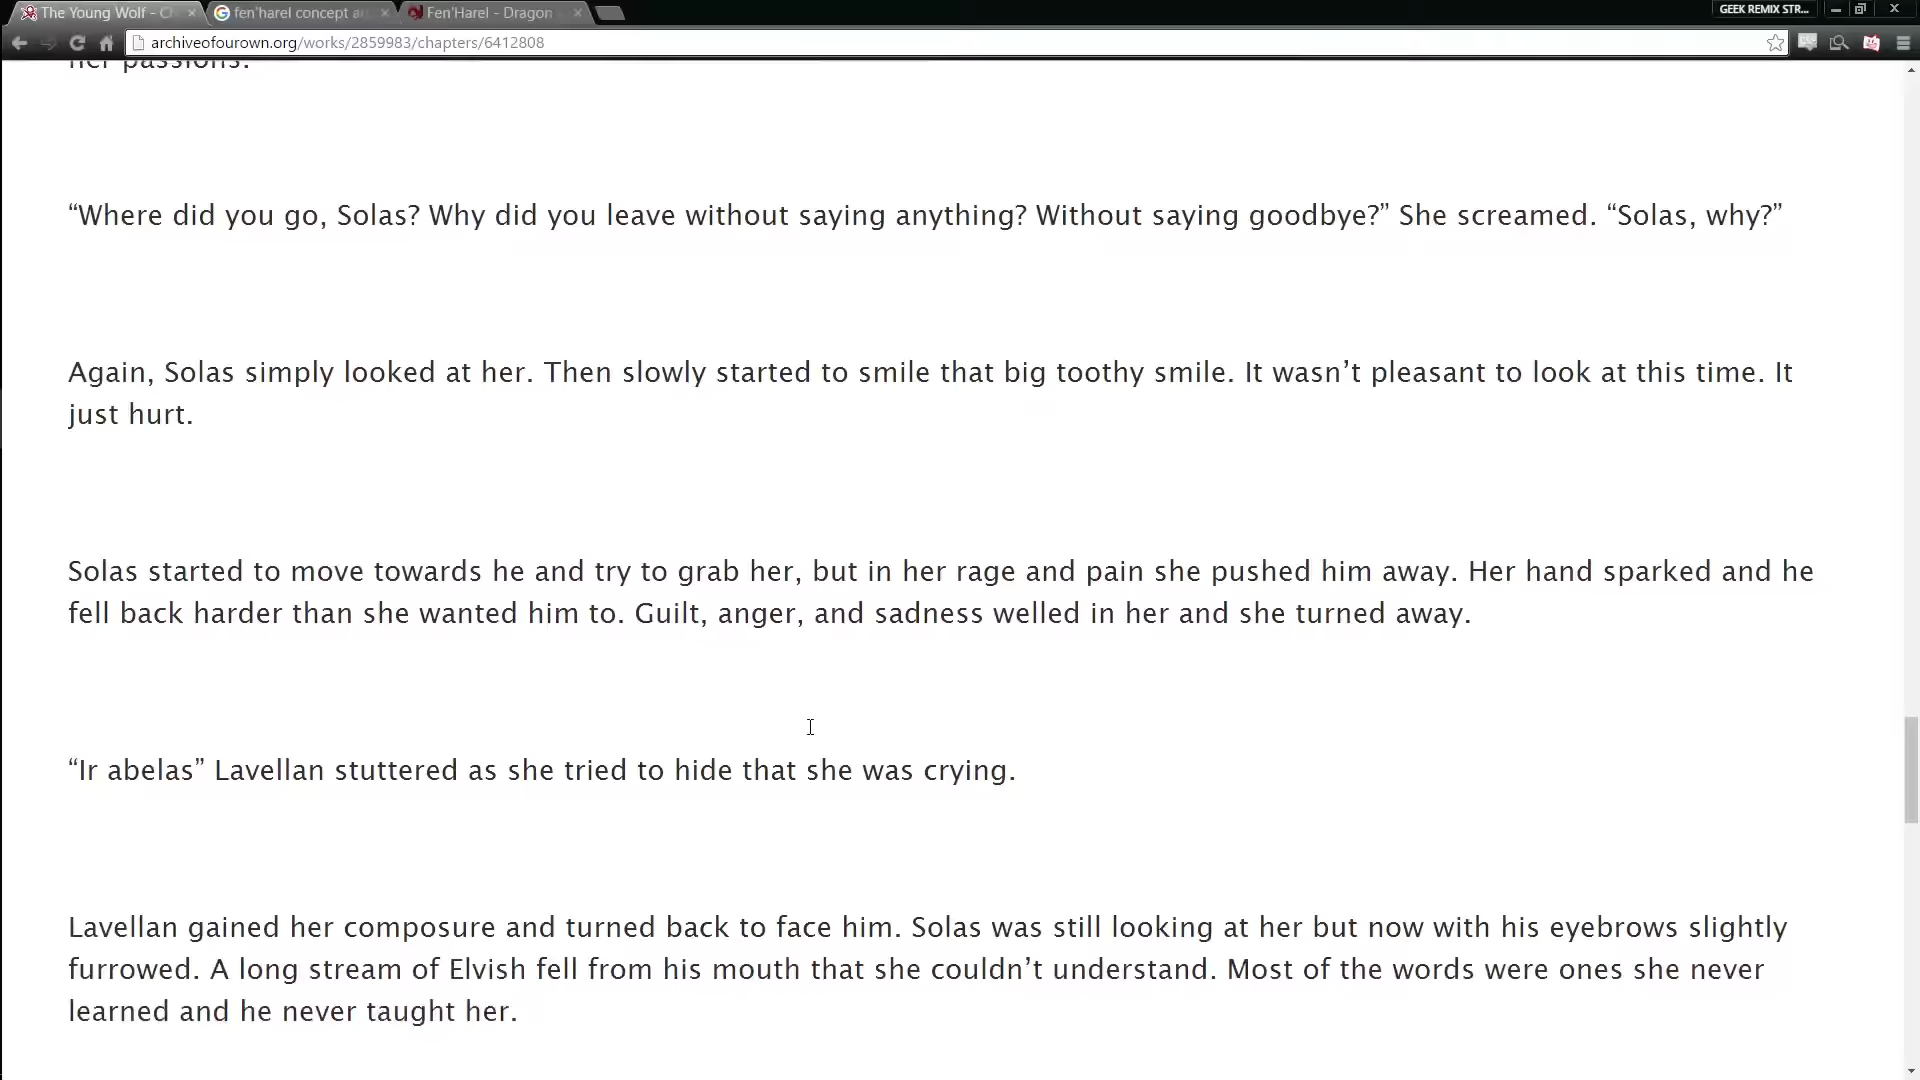 The Young Wolf - C
fen'harel concept a
Fen'Harel - Dragon
GEEK REMIX STR...
archiveofourown.org/works/2859983/chapters/6412808
her passions.
“Where did you go, Solas? Why did you leave without saying anything? Without saying goodbye?” She screamed. “Solas, why?”
Again, Solas simply looked at her. Then slowly started to smile that big toothy smile. It wasn’t pleasant to look at this time. It
just hurt.
Solas started to move towards he and try to grab her, but in her rage and pain she pushed him away. Her hand sparked and he
fell back harder than she wanted him to. Guilt, anger, and sadness welled in her and she turned away.
“Ir abelas” Lavellan stuttered as she tried to hide that she was crying.
Lavellan gained her composure and turned back to face him. Solas was still looking at her but now with his eyebrows slightly
furrowed. A long stream of Elvish fell from his mouth that she couldn’t understand. Most of the words were ones she never
learned and he never taught her.